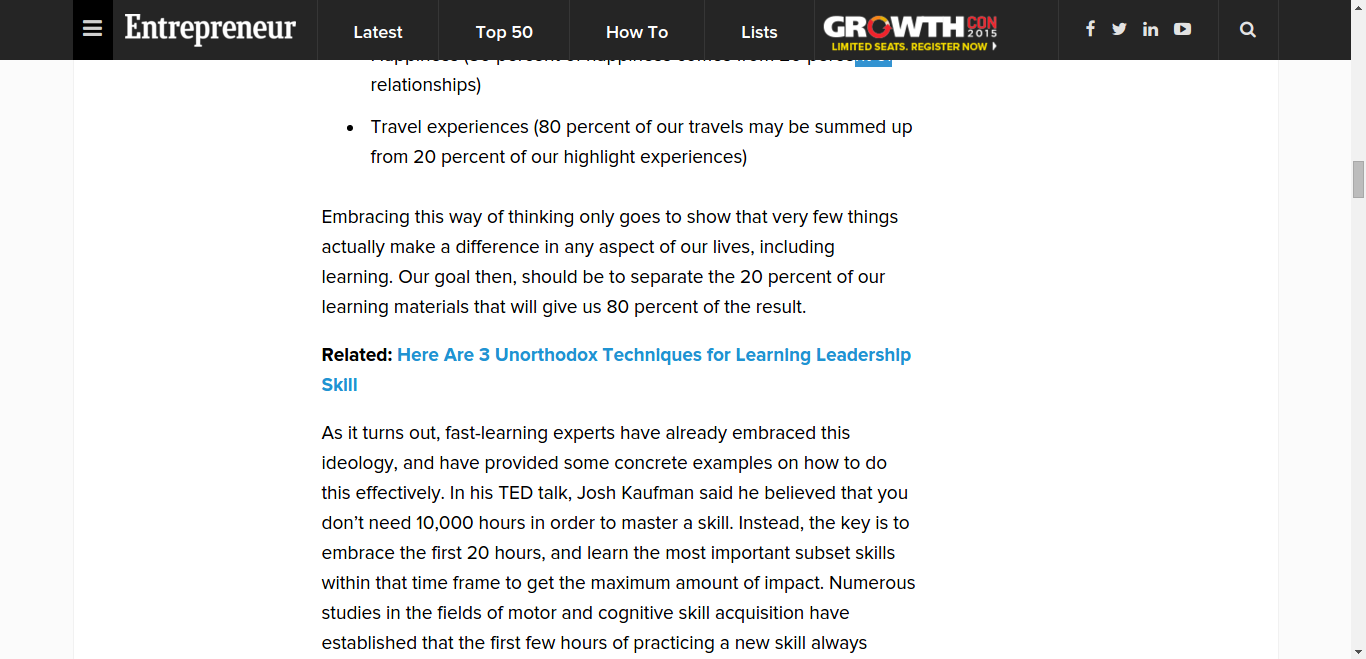 Entrepreneur
Latest
Top 50
How To
Lists
GROWTH CON 2015
LIMITED SEATS. REGISTER NOW
relationships)
• Travel experiences (80 percent of our travels may be summed up
from 20 percent of our highlight experiences)
Embracing this way of thinking only goes to show that very few things
actually make a difference in any aspect of our lives, including
learning. Our goal then, should be to separate the 20 percent of our
learning materials that will give us 80 percent of the result.
Related: Here Are 3 Unorthodox Techniques for Learning Leadership
Skill
As it turns out, fast-learning experts have already embraced this
ideology, and have provided some concrete examples on how to do
this effectively. In his TED talk, Josh Kaufman said he believed that you
don’t need 10,000 hours in order to master a skill. Instead, the key is to
embrace the first 20 hours, and learn the most important subset skills
within that time frame to get the maximum amount of impact. Numerous
studies in the fields of motor and cognitive skill acquisition have
established that the first few hours of practicing a new skill always